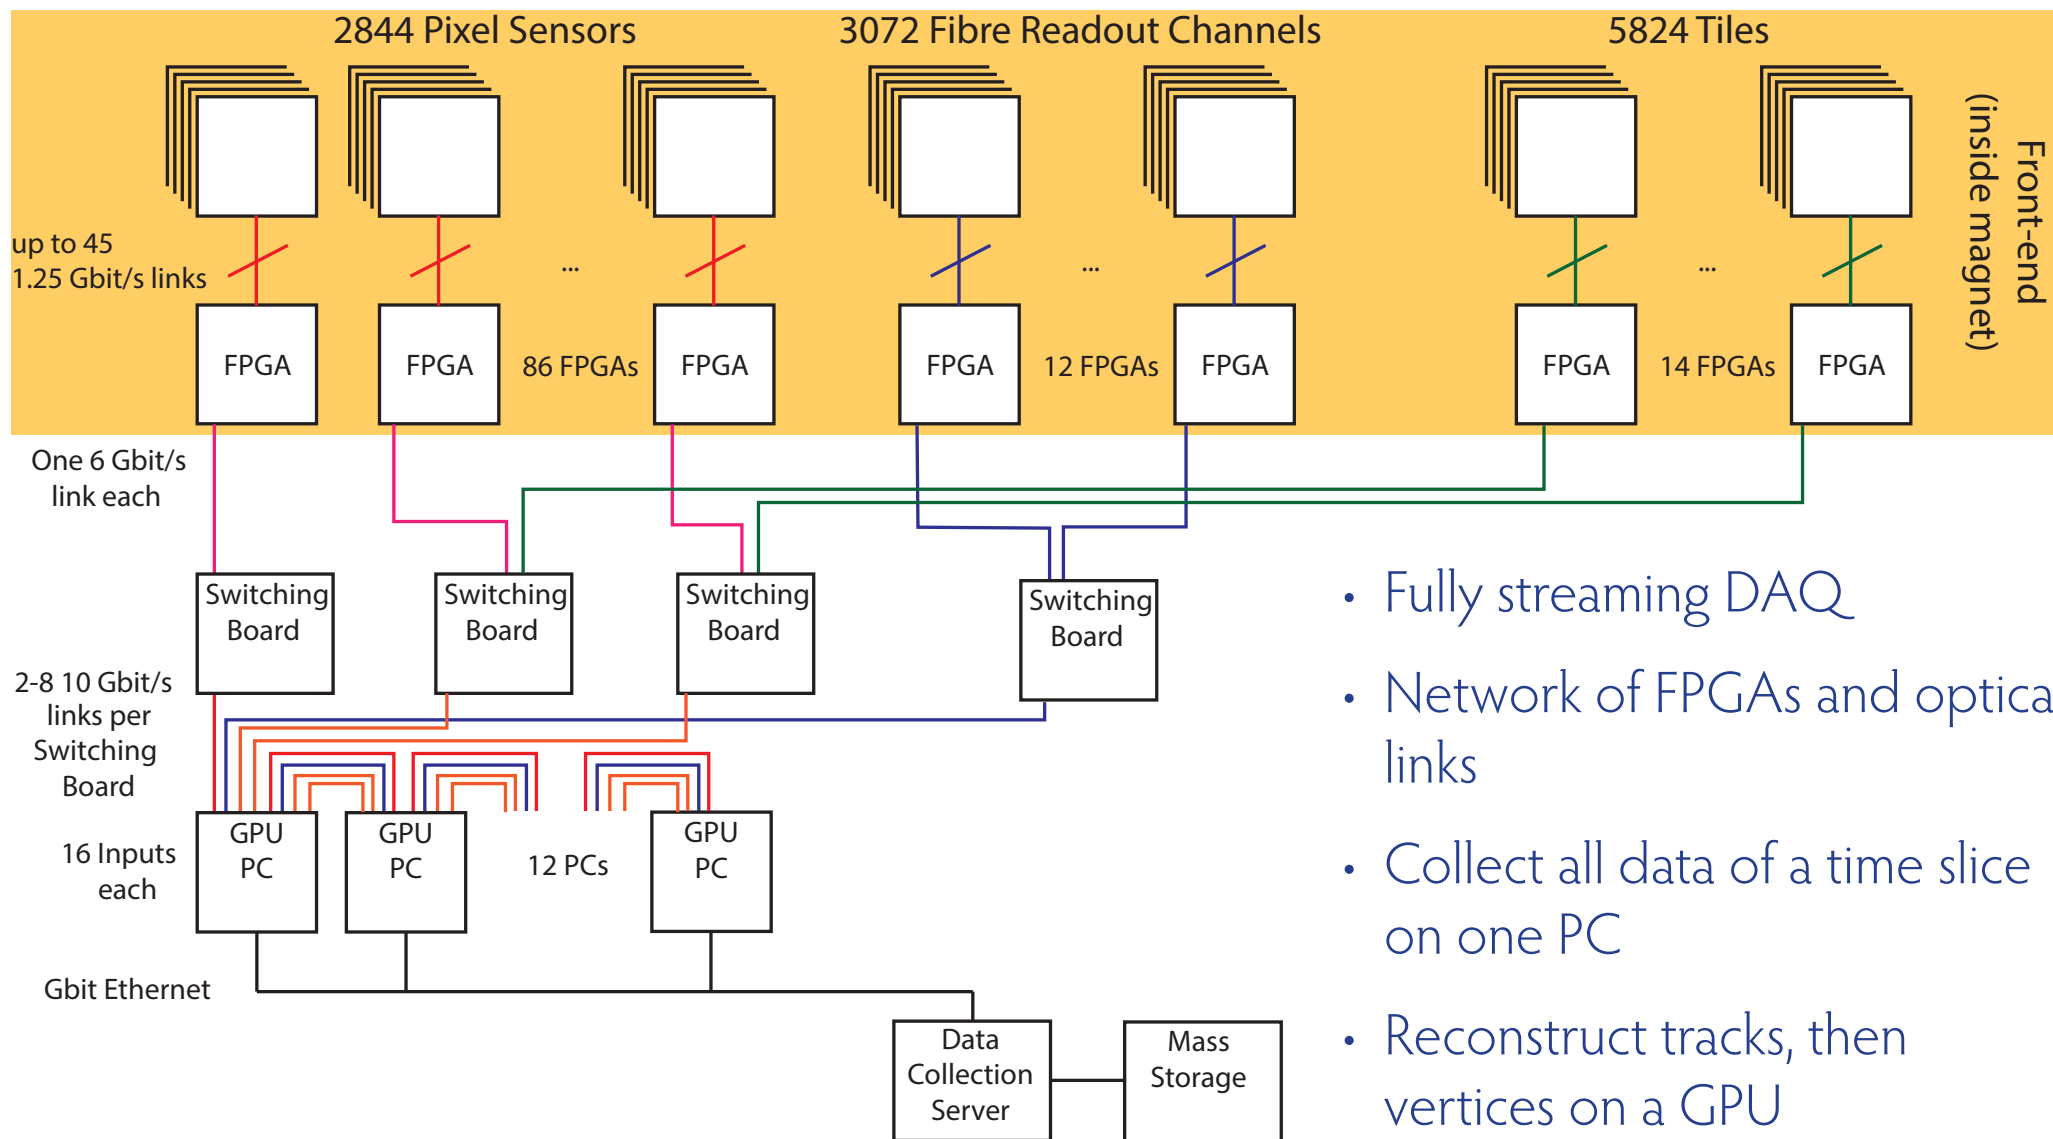 2844 Pixel Sensors
3072 Fibre Readout Channels
5824 Tiles
Front-end
(inside magnet)
up to 45
1.25 Gbit/s links
...
...
...
FPGA
FPGA
86 FPGAs
FPGA
FPGA
12 FPGAs
FPGA
FPGA
14 FPGAs
FPGA
One 6 Gbit/s
link each
Switching
Board
Switching
Board
Switching
Board
Switching
Board
2-8 10 Gbit/s
links per
Switching
Board
16 Inputs
each
GPU
PC
GPU
PC
12 PCs
GPU
PC
Gbit Ethernet
Data
Collection
Server
Mass
Storage
• Fully streaming DAQ
• Network of FPGAs and optica
links
• Collect all data of a time slice
on one PC
• Reconstruct tracks, then
vertices on a GPU